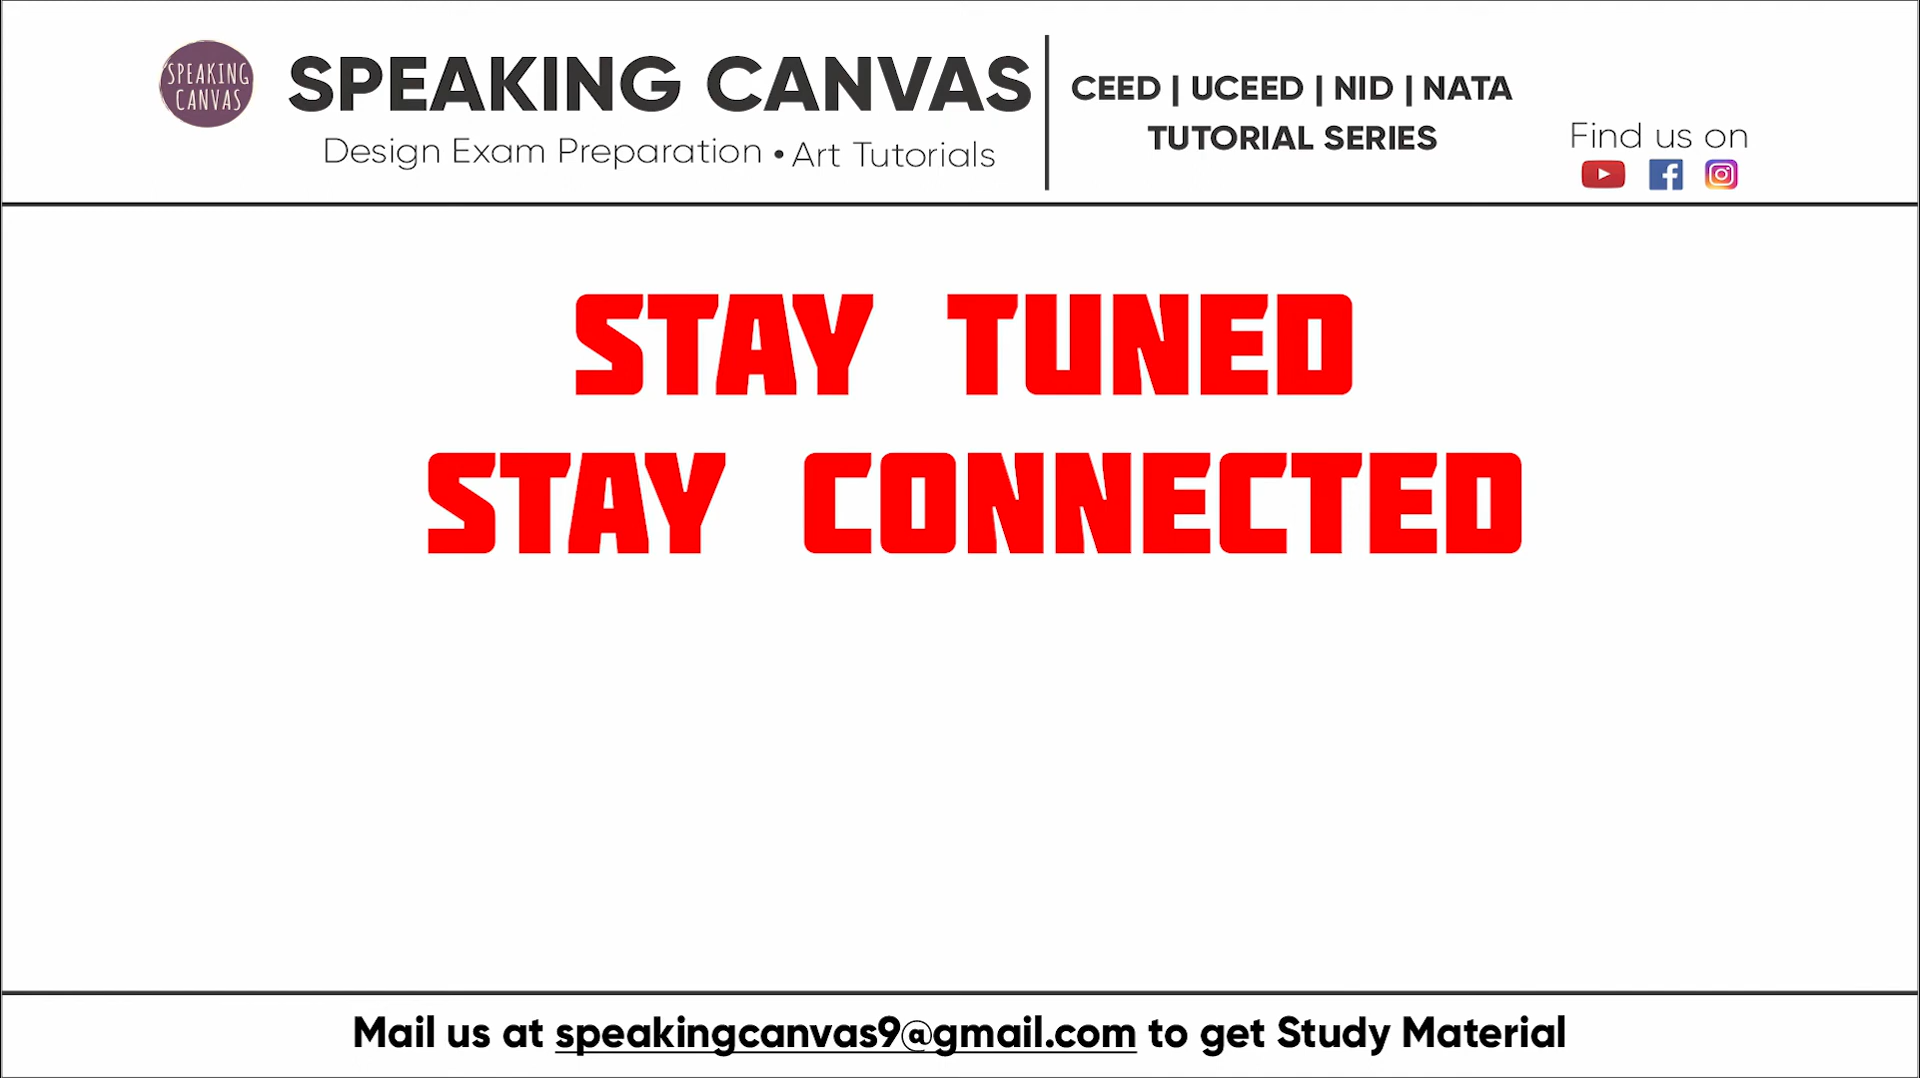 SPEAKING
CANVAS
SPEAKING CANVAS
Design Exam Preparation • Art Tutorials
CEED | UCEED | NID | NATA
TUTORIAL SERIES
Find us on
STAY TUNED
STAY CONNECTED
Mail us at speakingcanvas9@gmail.com to get Study Material